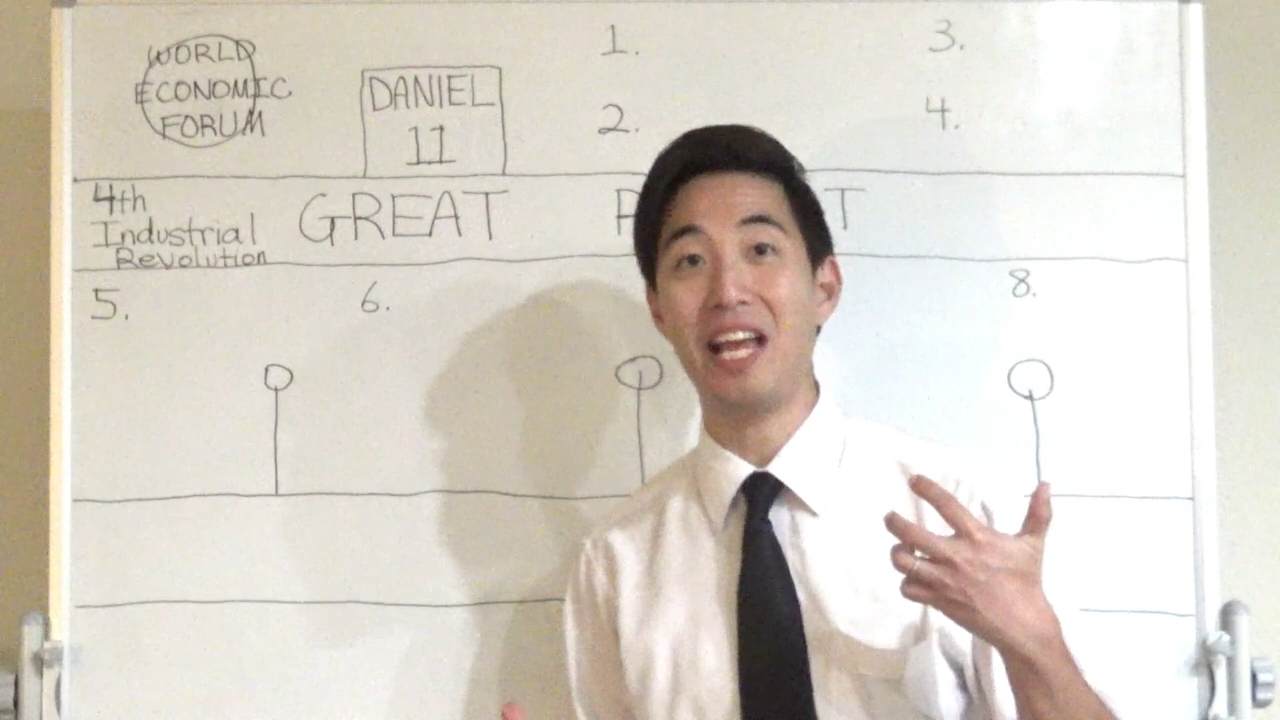 WORLD
ECONOMIC
FORUM
DANIEL
11
1.
2.
3.
4.
4th
Industrial
Revolution
GREAT
5.
6.
8.